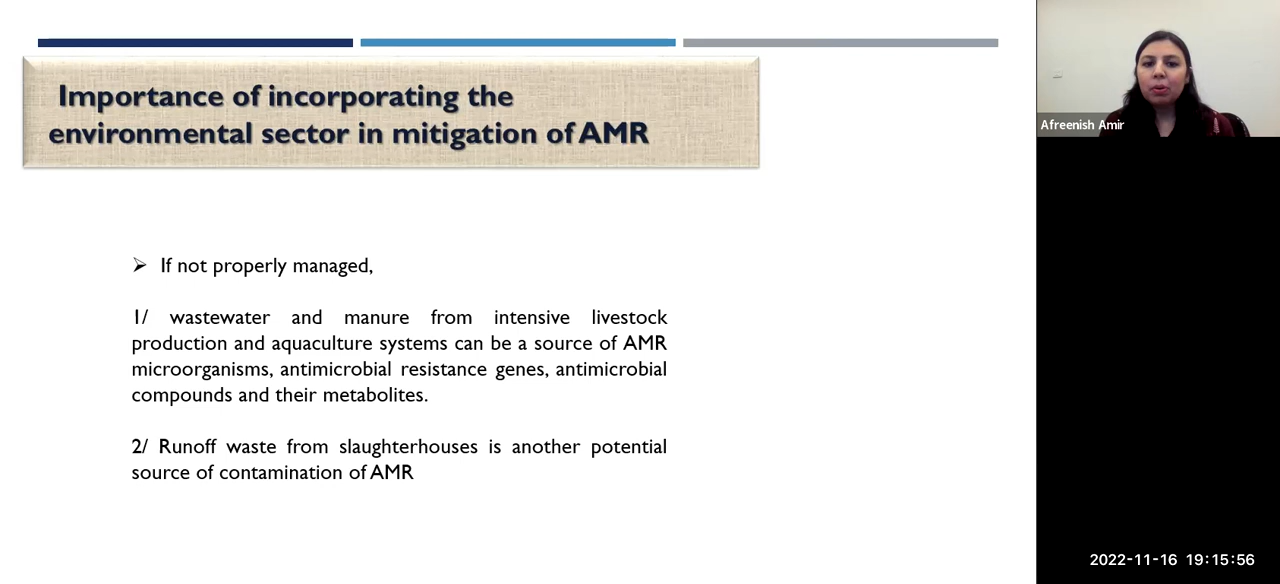 Importance of incorporating the
environmental sector in mitigation of AMR
Afreenish Amir
➢ If not properly managed,
1/ wastewater and manure from intensive livestock
production and aquaculture systems can be a source of AMR
microorganisms, antimicrobial resistance genes, antimicrobial
compounds and their metabolites.
2/ Runoff waste from slaughterhouses is another potential
source of contamination of AMR
2022-11-16 19:15:56